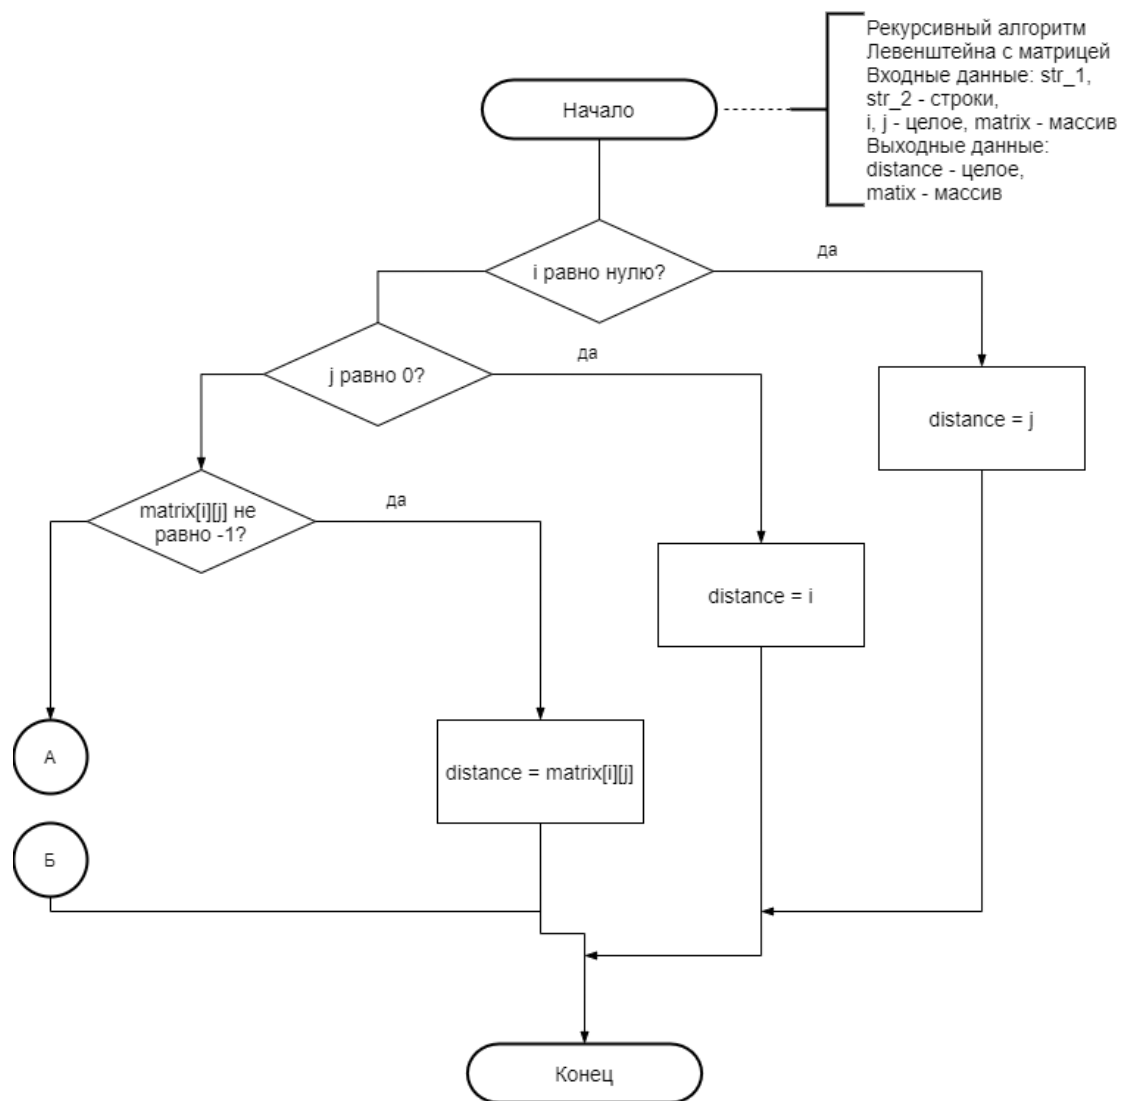 Рекурсивный алгоритм
Левенштейна с матрицей
Входные данные: str_1,
str_2 - строки,
i, j - целое, matrix - массив
Выходные данные:
distance - целое,
matix - массив
Начало
i равно нулю?
да
j равно 0?
да
distance = j
matrix[i][j] не
равно -1?
да
distance = i
А
distance = matrix[i][j]
Б
Конец